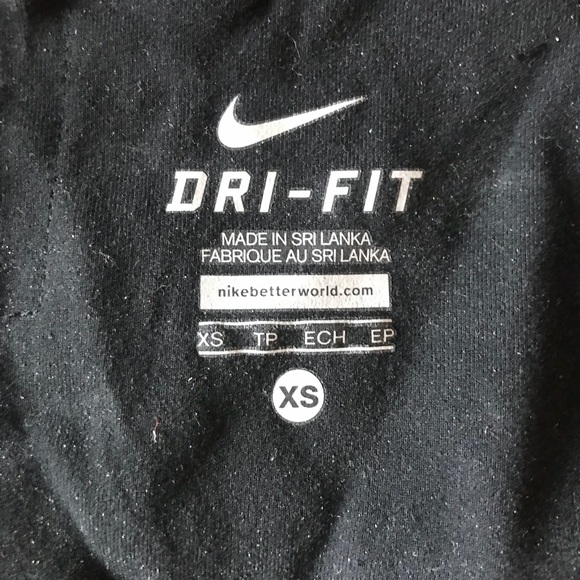 DRI-FIT
MADE IN SRI LANKA
FABRIQUE AU SRI LANKA
nikebetterworld.com
XS TP ECH EP
XS